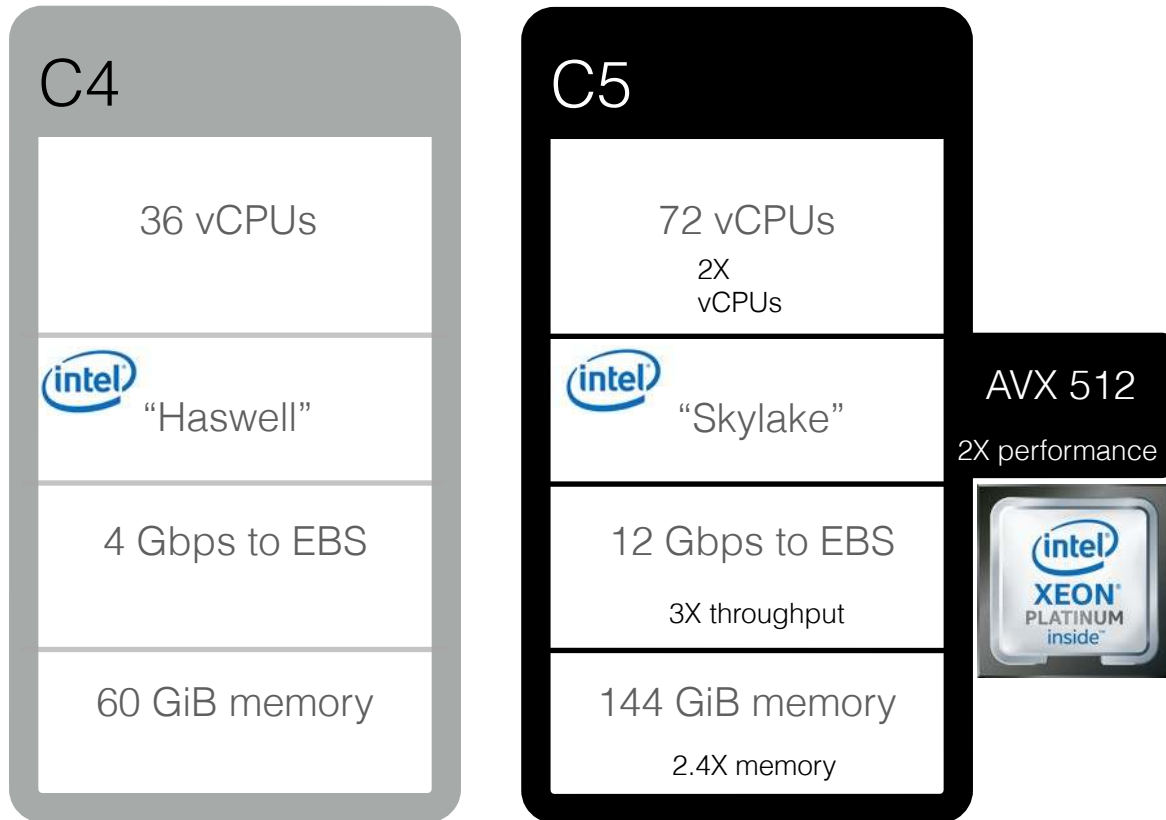 C4
36 vCPUs
intel
“Haswell”
4 Gbps to EBS
60 GiB memory
C5
72 vCPUs
2X
vCPUs
intel
“Skylake”
12 Gbps to EBS
3X throughput
144 GiB memory
2.4X memory
AVX 512
2X performance
intel
XEON®
PLATINUM
inside™